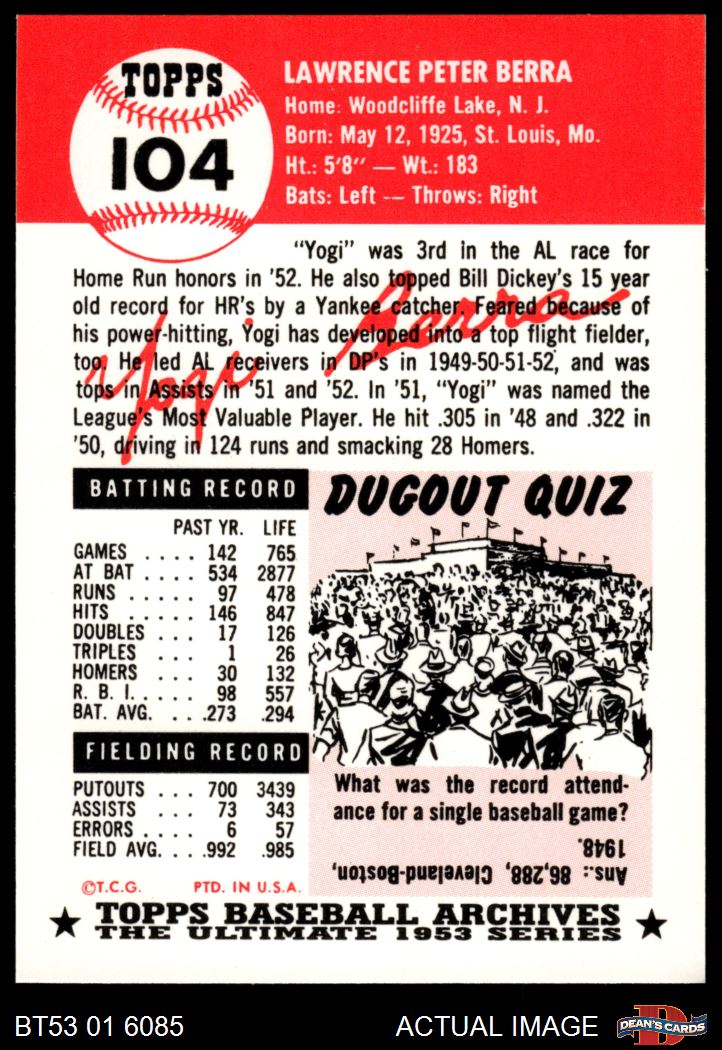 TOPPS
104
LAWRENCE PETER BERRA
Home: Woodcliffe Lake, N. J.
Born: May 12, 1925, St. Louis, Mo.
Ht.: 5'8" — Wt.: 183
Bats: Left — Throws: Right
"Yogi" was 3rd in the AL race for
Home Run honors in '52. He also topped Bill Dickey's 15 year
old record for HR's by a Yankee catcher. Feared because of
his power-hitting, Yogi has developed into a top flight fielder,
too. He led AL receivers in DP's in 1949-50-51-52, and was
tops in Assists in '51 and '52. In '51, "Yogi" was named the
League's Most Valuable Player. He hit .305 in '48 and .322 in
'50, driving in 124 runs and smacking 28 Homers.
Yogi Berra
BATTING RECORD
PAST YR. LIFE
GAMES .... 142 765
AT BAT .... 534 2877
RUNS .... 97 478
HITS .... 146 847
DOUBLES .... 17 126
TRIPLES .... 1 26
HOMERS .... 30 132
R. B. I. .... 98 557
BAT. AVG. ... .273 .294
FIELDING RECORD
PUTOUTS ... 700 3439
ASSISTS ... 73 343
ERRORS .... 6 57
FIELD AVG. ... .992 .985
©T.C.G. PTD. IN U.S.A.
DUGOUT QUIZ
What was the record attend-
ance for a single baseball game?
Ans.: 86,288, Cleveland-Boston,
1948.
★ TOPPS BASEBALL ARCHIVES ★
THE ULTIMATE 1953 SERIES
BT53 01 6085
ACTUAL IMAGE
D
DEAN'S CARDS